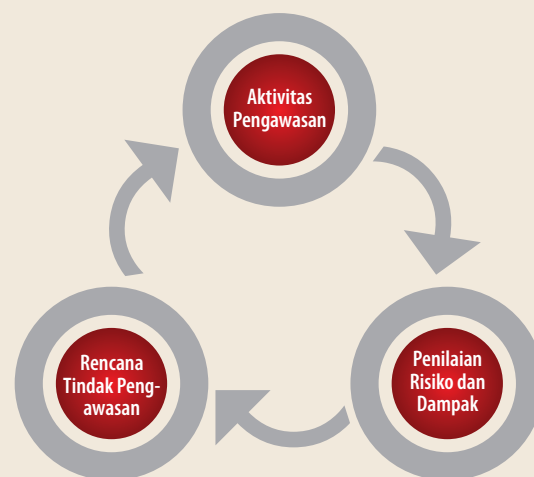 Aktivitas
Pengawasan
Penilaian
Risiko dan
Dampak
Rencana
Tindak Peng-
awasan